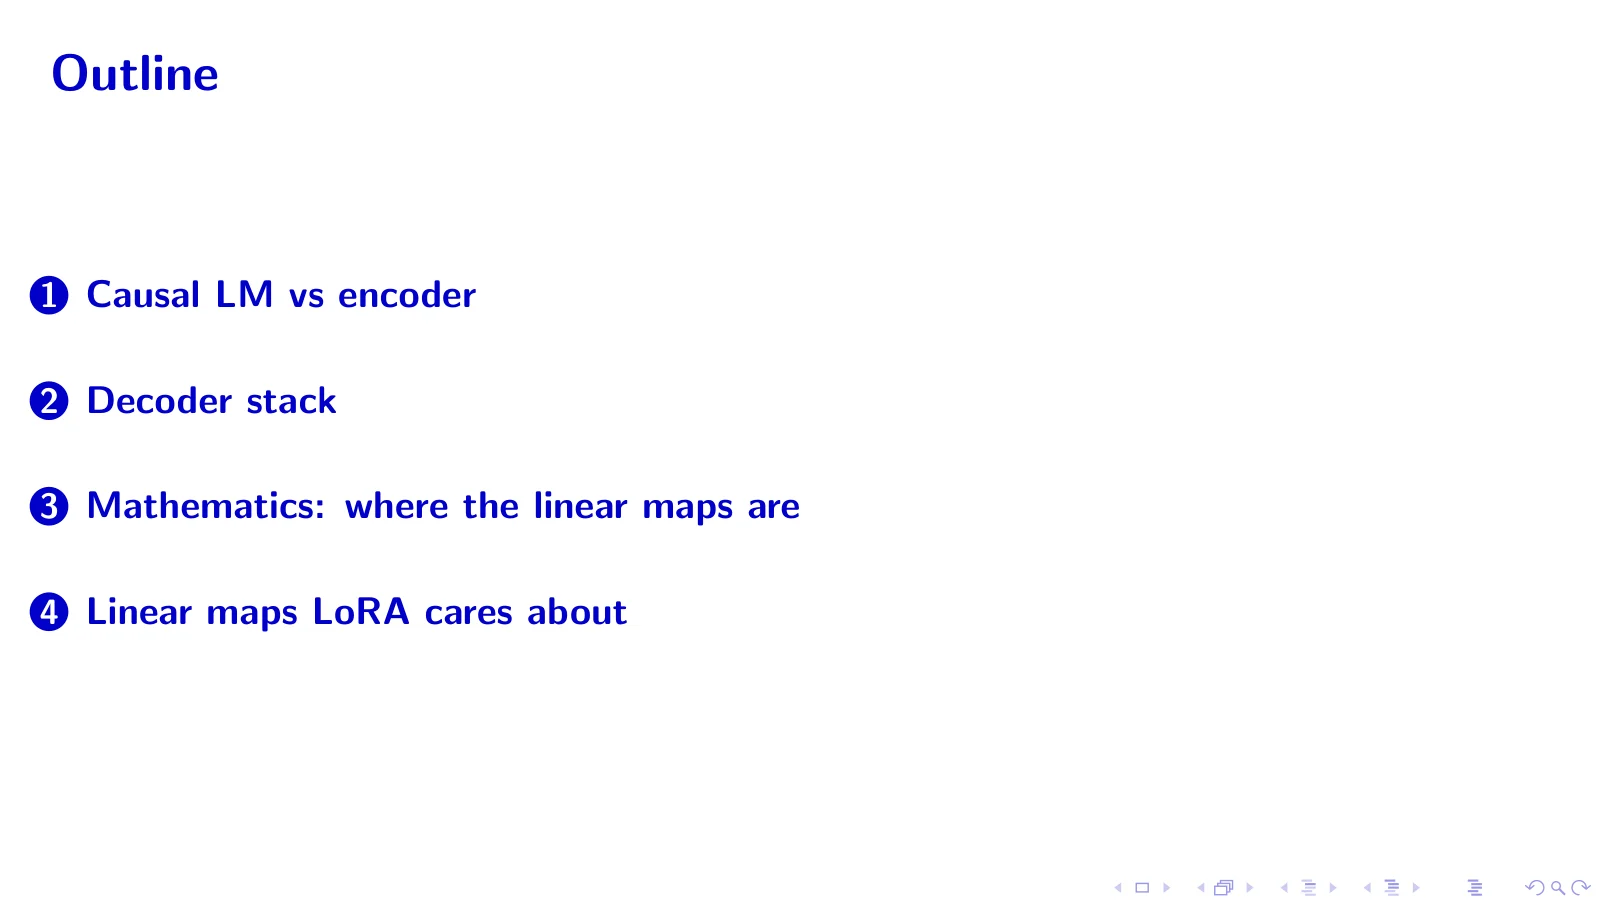 Outline
1 Causal LM vs encoder
2 Decoder stack
3 Mathematics: where the linear maps are
4 Linear maps LoRA cares about